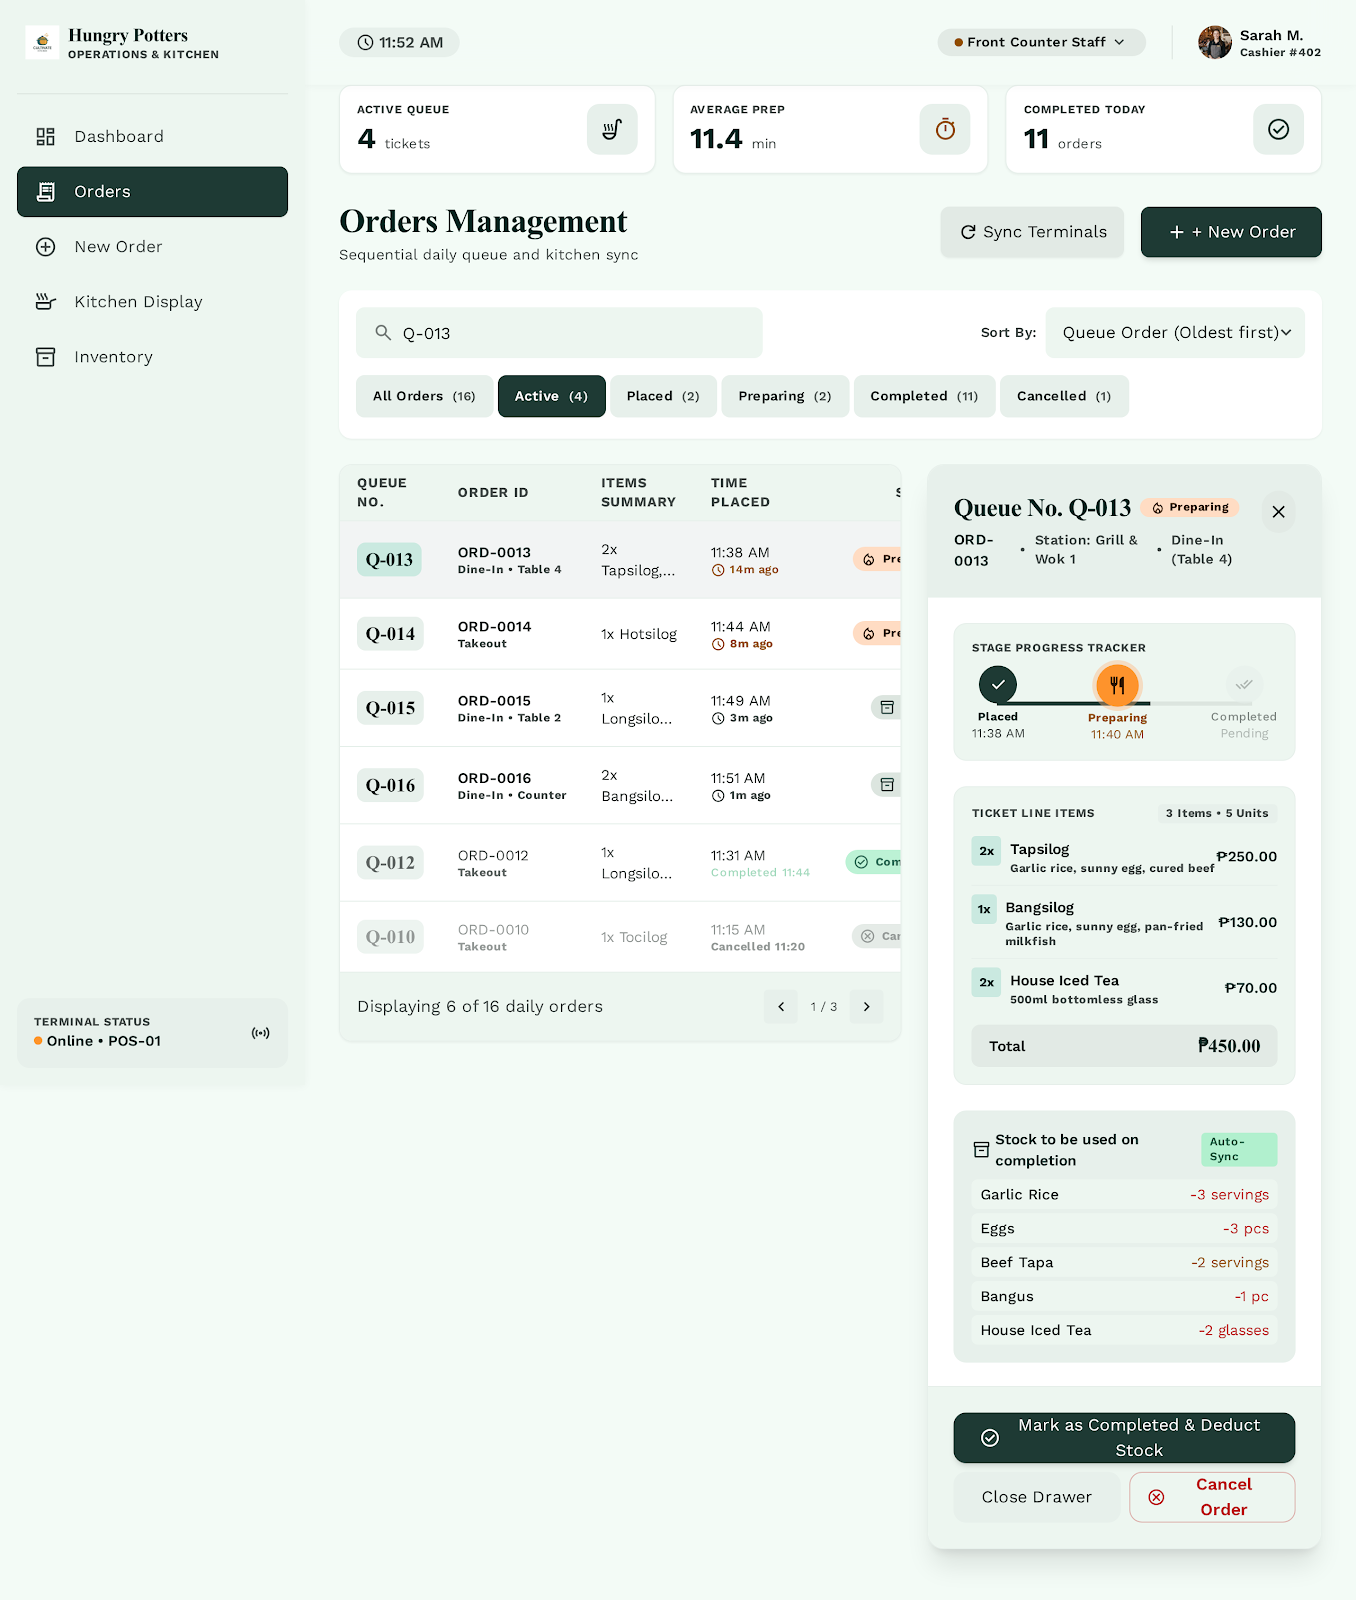 Hungry Potters
OPERATIONS & KITCHEN
11:52 AM
Front Counter Staff
Sarah M.
Cashier #402
Dashboard
Orders
New Order
Kitchen Display
Inventory
TERMINAL STATUS
Online • POS-01
ACTIVE QUEUE
4 tickets
AVERAGE PREP
11.4 min
COMPLETED TODAY
11 orders
Orders Management
Sequential daily queue and kitchen sync
Sync Terminals
+ New Order
Q-013
Sort By:
Queue Order (Oldest first)
All Orders (16)
Active (4)
Placed (2)
Preparing (2)
Completed (11)
Cancelled (1)
QUEUE NO.
ORDER ID
ITEMS SUMMARY
TIME PLACED
S
Q-013
ORD-0013
Dine-In • Table 4
2x
Tapsilog,...
11:38 AM
14m ago
Pre
Q-014
ORD-0014
Takeout
1x Hotsilog
11:44 AM
8m ago
Pre
Q-015
ORD-0015
Dine-In • Table 2
1x
Longsilo...
11:49 AM
3m ago
Q-016
ORD-0016
Dine-In • Counter
2x
Bangsilo...
11:51 AM
1m ago
Q-012
ORD-0012
Takeout
1x
Longsilo...
11:31 AM
Completed 11:44
Com
Q-010
ORD-0010
Takeout
1x Tocilog
11:15 AM
Cancelled 11:20
Car
Displaying 6 of 16 daily orders
1 / 3
Queue No. Q-013
Preparing
ORD-
0013
•
Station: Grill &
Wok 1
•
Dine-In
(Table 4)
STAGE PROGRESS TRACKER
Placed
11:38 AM
Preparing
11:40 AM
Completed
Pending
TICKET LINE ITEMS
3 Items • 5 Units
2x
Tapsilog
Garlic rice, sunny egg, cured beef
₱250.00
1x
Bangsilog
Garlic rice, sunny egg, pan-fried
milkfish
₱130.00
2x
House Iced Tea
500ml bottomless glass
₱70.00
Total
₱450.00
Stock to be used on
completion
Auto-
Sync
Garlic Rice
-3 servings
Eggs
-3 pcs
Beef Tapa
-2 servings
Bangus
-1 pc
House Iced Tea
-2 glasses
Mark as Completed & Deduct
Stock
Close Drawer
Cancel
Order